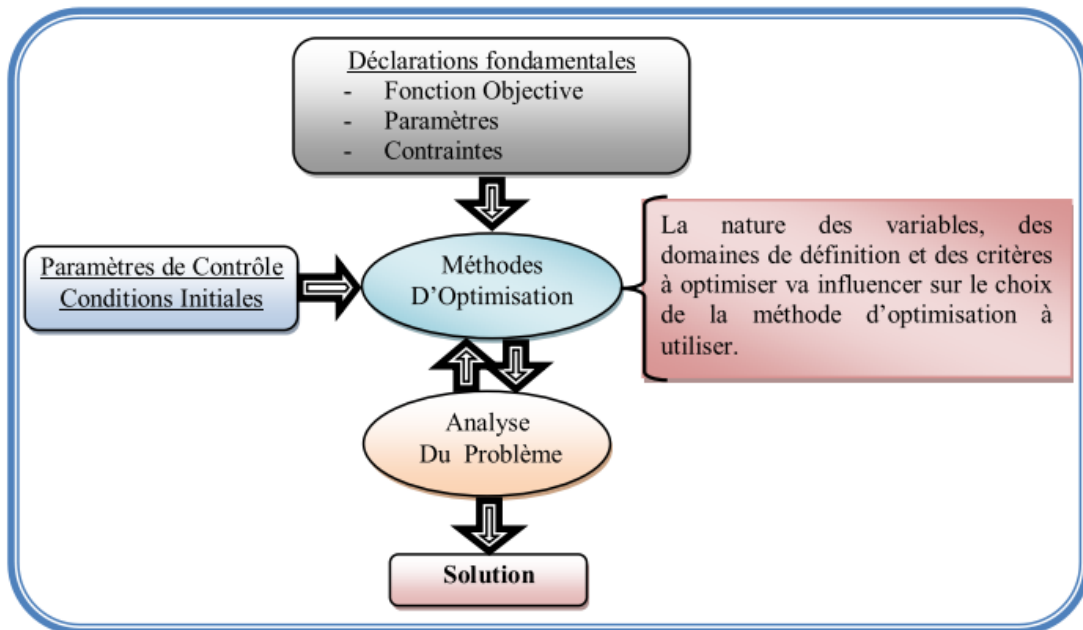 Déclarations fondamentales
- Fonction Objective
- Paramètres
- Contraintes
Paramètres de Contrôle
Conditions Initiales
Méthodes
D’Optimisation
La nature des variables, des
domaines de définition et des critères
à optimiser va influencer sur le choix
de la méthode d’optimisation à
utiliser.
Analyse
Du Problème
Solution